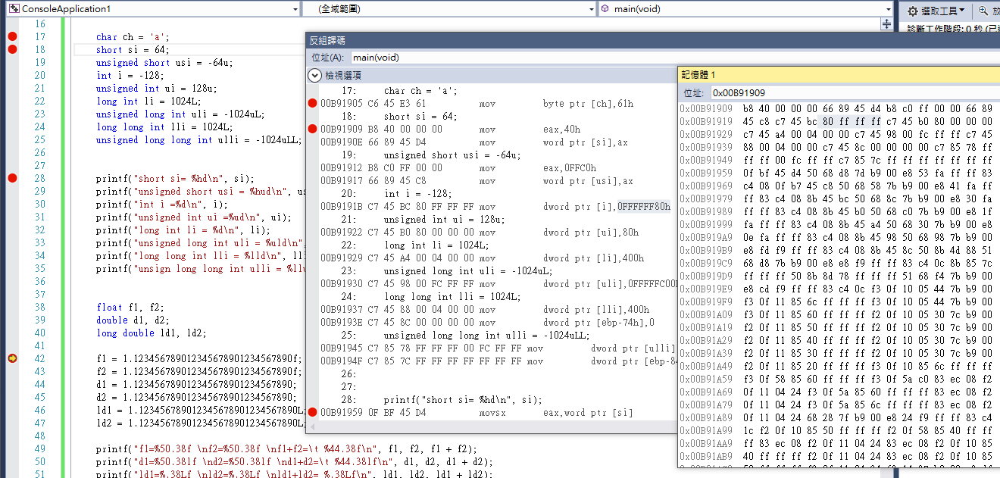 ConsoleApplication1
(全域範圍)
main(void)
選取工具
診斷工作階段: 0 秒
16
17 char ch = 'a';
18 short si = 64;
19 unsigned short usi = -64u;
20 int i = -128;
21 unsigned int ui = 128u;
22 long int li = 1024L;
23 unsigned long int uli = -1024uL;
24 long long int lli = 1024L;
25 unsigned long long int ulli = -1024uLL;
26
27
28 printf("short si= %hd\n", si);
29 printf("unsigned short usi = %hud\n", us
30 printf("int i =%d\n", i);
31 printf("unsigned int ui =%ud\n", ui);
32 printf("long int li = %d\n", li);
33 printf("unsigned long int uli = %uld\n",
34 printf("long long int lli = %lld\n", lli
35 printf("unsign long long int ulli = %llu
36
37
38 float f1, f2;
39 double d1, d2;
40 long double ld1, ld2;
41
42 f1 = 1.123456789012345678901234567890f;
43 f2 = 1.123456789012345678901234567890f;
44 d1 = 1.123456789012345678901234567890;
45 d2 = 1.123456789012345678901234567890;
46 ld1 = 1.123456789012345678901234567890L;
47 ld2 = 1.123456789012345678901234567890L;
48
49 printf("f1=%50.38f \nf2=%50.38f \nf1+f2=\t %44.38f\n", f1, f2, f1 + f2);
50 printf("d1=%50.38lf \nd2=%50.38lf \nd1+d2=\t %44.38lf\n", d1, d2, d1 + d2);
51 printf("ld1=%.38Lf \nld2=%.38Lf \nld1+ld2= %.38Lf\n", ld1, ld2, ld1 + ld2);
反組譯碼
位址(A): main(void)
檢視選項
17: char ch = 'a';
00B91905 C6 45 E3 61 mov byte ptr [ch],61h
18: short si = 64;
00B91909 B8 40 00 00 00 mov eax,40h
00B9190E 66 89 45 D4 mov word ptr [si],ax
19: unsigned short usi = -64u;
00B91912 B8 C0 FF 00 00 mov eax,0FFC0h
00B91917 66 89 45 C8 mov word ptr [usi],ax
20: int i = -128;
00B9191B C7 45 BC 80 FF FF FF mov dword ptr [i],0FFFFFF80h
21: unsigned int ui = 128u;
00B91922 C7 45 B0 80 00 00 00 mov dword ptr [ui],80h
22: long int li = 1024L;
00B91929 C7 45 A4 00 04 00 00 mov dword ptr [li],400h
23: unsigned long int uli = -1024uL;
00B91930 C7 45 98 00 FC FF FF mov dword ptr [uli],0FFFFFC00
24: long long int lli = 1024L;
00B91937 C7 45 88 00 04 00 00 mov dword ptr [lli],400h
00B9193E C7 45 8C 00 00 00 00 mov dword ptr [ebp-74h],0
25: unsigned long long int ulli = -1024uLL;
00B91945 C7 85 78 FF FF FF 00 FC FF FF mov dword ptr [ulli]
00B9194F C7 85 7C FF FF FF FF FF FF FF mov dword ptr [ebp-84
26:
27:
28: printf("short si= %hd\n", si);
00B91959 0F BF 45 D4 movsx eax,word ptr [si]
記憶體 1
位址: 0x00B91909
0x00B91909 b8 40 00 00 00 66 89 45 d4 b8 c0 ff 00 00 66 89
0x00B91919 45 c8 c7 45 bc 80 ff ff ff c7 45 b0 80 00 00 00
0x00B91929 c7 45 a4 00 04 00 00 c7 45 98 00 fc ff ff c7 45
0x00B91939 88 00 04 00 00 c7 45 8c 00 00 00 00 c7 85 78 ff
0x00B91949 ff ff 00 fc ff ff c7 85 7c ff ff ff ff ff ff ff
0x00B91959 0f bf 45 d4 50 68 d8 7d b9 00 e8 53 fa ff ff 83
0x00B91969 c4 08 0f b7 45 c8 50 68 58 7b b9 00 e8 41 fa ff
0x00B91979 ff 83 c4 08 8b 45 bc 50 68 8c 7b b9 00 e8 30 fa
0x00B91989 ff ff 83 c4 08 8b 45 b0 50 68 c0 7b b9 00 e8 1f
0x00B91999 fa ff ff 83 c4 08 8b 45 a4 50 68 30 7b b9 00 e8
0x00B919A9 0e fa ff ff 83 c4 08 8b 45 98 50 68 98 7b b9 00
0x00B919B9 e8 fd f9 ff ff 83 c4 08 8b 45 8c 50 8b 4d 88 51
0x00B919C9 68 d8 7b b9 00 e8 e8 f9 ff ff 83 c4 0c 8b 85 7c
0x00B919D9 ff ff ff 50 8b 8d 78 ff ff ff 51 68 f4 7b b9 00
0x00B919E9 e8 cd f9 ff ff 83 c4 0c f3 0f 10 05 44 7b b9 00
0x00B919F9 f3 0f 11 85 6c ff ff ff f3 0f 10 05 44 7b b9 00
0x00B91A09 f3 0f 11 85 60 ff ff ff f2 0f 10 05 30 7c b9 00
0x00B91A19 f2 0f 11 85 50 ff ff ff f2 0f 10 05 30 7c b9 00
0x00B91A29 f2 0f 11 85 40 ff ff ff f2 0f 10 05 30 7c b9 00
0x00B91A39 f2 0f 11 85 30 ff ff ff f2 0f 10 05 30 7c b9 00
0x00B91A49 f2 0f 11 85 20 ff ff ff f3 0f 10 85 6c ff ff ff
0x00B91A59 f3 0f 58 85 60 ff ff ff f3 0f 5a c0 83 ec 08 f2
0x00B91A69 0f 11 04 24 f3 0f 5a 85 60 ff ff ff 83 ec 08 f2
0x00B91A79 0f 11 04 24 f3 0f 5a 85 6c ff ff ff 83 ec 08 f2
0x00B91A89 0f 11 04 24 68 28 7f b9 00 e8 24 f9 ff ff 83 c4
0x00B91A99 1c f2 0f 10 85 50 ff ff ff f2 0f 58 85 40 ff ff
0x00B91AA9 ff 83 ec 08 f2 0f 11 04 24 83 ec 08 f2 0f 10 85
0x00B91AB9 40 ff ff ff f2 0f 11 04 24 83 ec 08 f2 0f 10 85